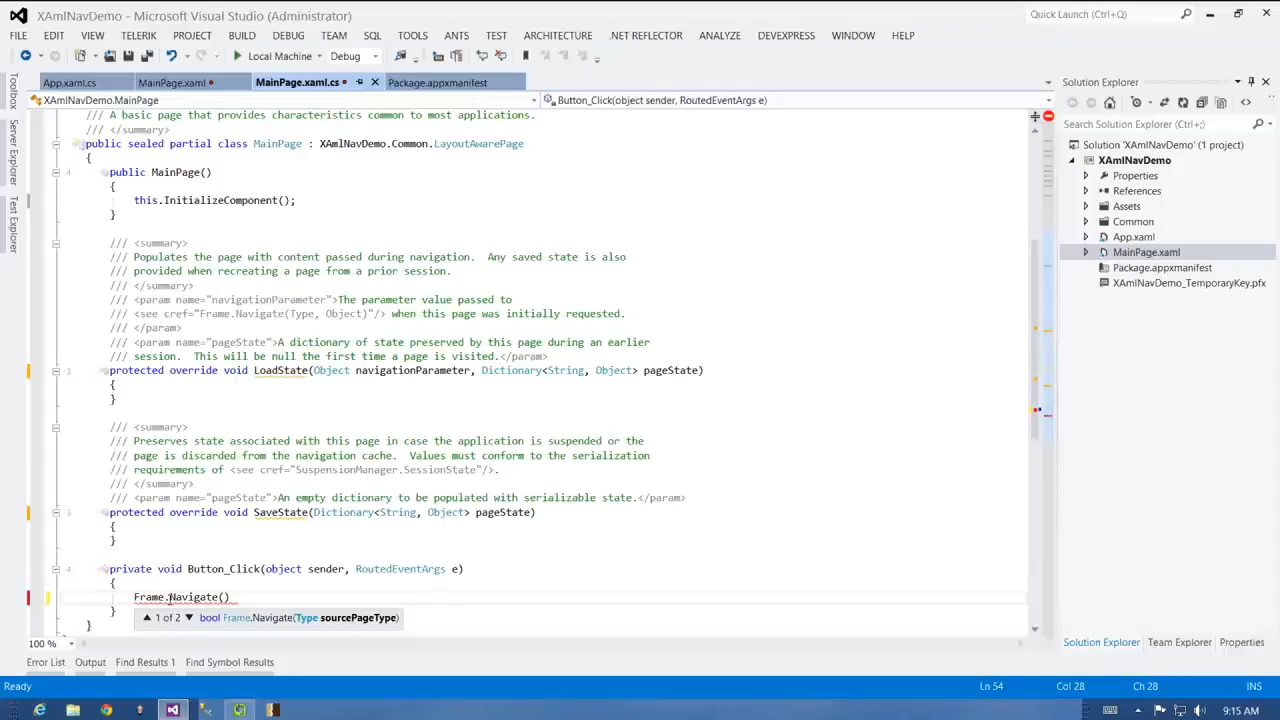 XAmlNavDemo - Microsoft Visual Studio (Administrator)
Quick Launch (Ctrl+Q)
FILE EDIT VIEW TELERIK PROJECT BUILD DEBUG TEAM SQL TOOLS ANTS TEST ARCHITECTURE .NET REFLECTOR ANALYZE DEVEXPRESS WINDOW HELP
Local Machine Debug
App.xaml.cs MainPage.xaml MainPage.xaml.cs Package.appxmanifest
XAmlNavDemo.MainPage Button_Click(object sender, RoutedEventArgs e)
/// A basic page that provides characteristics common to most applications.
/// </summary>
public sealed partial class MainPage : XAmlNavDemo.Common.LayoutAwarePage
{
4 public MainPage()
{
this.InitializeComponent();
}
/// <summary>
/// Populates the page with content passed during navigation.  Any saved state is also
/// provided when recreating a page from a prior session.
/// </summary>
/// <param name="navigationParameter">The parameter value passed to
/// <see cref="Frame.Navigate(Type, Object)"/> when this page was initially requested.
/// </param>
/// <param name="pageState">A dictionary of state preserved by this page during an earlier
/// session.  This will be null the first time a page is visited.</param>
3 protected override void LoadState(Object navigationParameter, Dictionary<String, Object> pageState)
{
}
/// <summary>
/// Preserves state associated with this page in case the application is suspended or the
/// page is discarded from the navigation cache.  Values must conform to the serialization
/// requirements of <see cref="SuspensionManager.SessionState"/>.
/// </summary>
/// <param name="pageState">An empty dictionary to be populated with serializable state.</param>
3 protected override void SaveState(Dictionary<String, Object> pageState)
{
}
4 private void Button_Click(object sender, RoutedEventArgs e)
{
Frame.Navigate()
}
1 of 2 bool Frame.Navigate(Type sourcePageType)
}
100 %
Toolbox
Server Explorer
Test Explorer
Solution Explorer
Search Solution Explorer (Ctrl+;)
Solution 'XAmlNavDemo' (1 project)
XAmlNavDemo
Properties
References
Assets
Common
App.xaml
MainPage.xaml
Package.appxmanifest
XAmlNavDemo_TemporaryKey.pfx
Solution Explorer Team Explorer Properties
Error List Output Find Results 1 Find Symbol Results
Ready Ln 54 Col 28 Ch 28 INS
9:15 AM